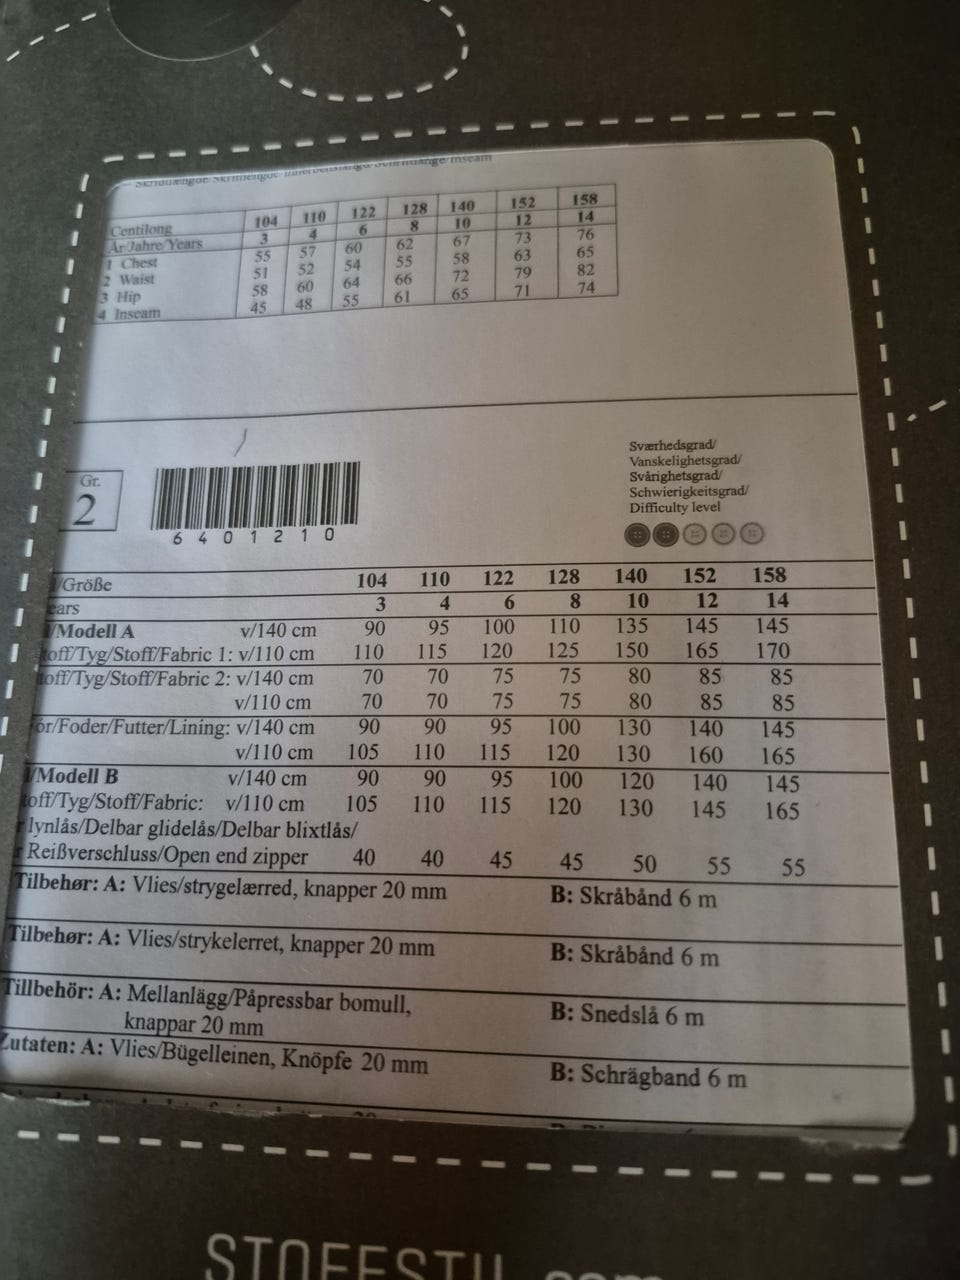 Skridtlængde/Skrittlengde/Innerbenslängd/Schrittlänge/Inseam
Centilong 104 110 122 128 140 152 158
År/Jahre/Years 3 4 6 8 10 12 14
1 Chest 55 57 60 62 67 73 76
2 Waist 51 52 54 55 58 63 65
3 Hip 58 60 64 66 72 79 82
4 Inseam 45 48 55 61 65 71 74
Gr.
2
6401210
Sværhedsgrad/
Vanskelighetsgrad/
Svårighetsgrad/
Schwierigkeitsgrad/
Difficulty level
/Größe 104 110 122 128 140 152 158
ears 3 4 6 8 10 12 14
/Modell A v/140 cm 90 95 100 110 135 145 145
toff/Tyg/Stoff/Fabric 1: v/110 cm 110 115 120 125 150 165 170
toff/Tyg/Stoff/Fabric 2: v/140 cm 70 70 75 75 80 85 85
v/110 cm 70 70 75 75 80 85 85
ór/Foder/Futter/Lining: v/140 cm 90 90 95 100 130 140 145
v/110 cm 105 110 115 120 130 160 165
/Modell B v/140 cm 90 90 95 100 120 140 145
toff/Tyg/Stoff/Fabric: v/110 cm 105 110 115 120 130 145 165
r lynlås/Delbar glidelås/Delbar blixtlås/
r Reißverschluss/Open end zipper 40 40 45 45 50 55 55
Tilbehør: A: Vlies/strygelærred, knapper 20 mm B: Skråbånd 6 m
Tilbehør: A: Vlies/strykelerret, knapper 20 mm B: Skråbånd 6 m
Tillbehör: A: Mellanlägg/Påpressbar bomull,
knappar 20 mm B: Snedslå 6 m
Zutaten: A: Vlies/Bügelleinen, Knöpfe 20 mm B: Schrägband 6 m
STOFFSTIL.com